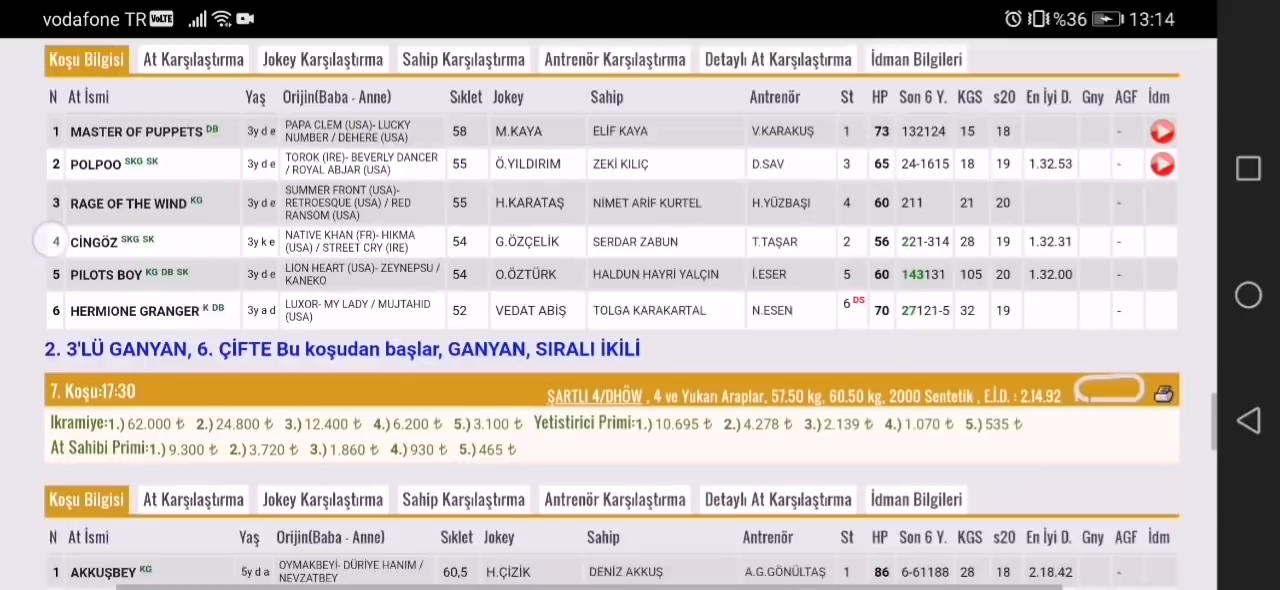 vodafone TR VoLTE %36 13:14
Koşu Bilgisi At Karşılaştırma Jokey Karşılaştırma Sahip Karşılaştırma Antrenör Karşılaştırma Detaylı At Karşılaştırma İdman Bilgileri
N At İsmi Yaş Orijin(Baba - Anne) Sıklet Jokey Sahip Antrenör St HP Son 6 Y. KGS s20 En İyi D. Gny AGF İdm
1 MASTER OF PUPPETS DB 3y d e PAPA CLEM (USA)- LUCKY NUMBER / DEHERE (USA) 58 M.KAYA ELİF KAYA V.KARAKUŞ 1 73 132124 15 18 -
2 POLPOO SKG SK 3y d e TOROK (IRE)- BEVERLY DANCER / ROYAL ABJAR (USA) 55 Ö.YILDIRIM ZEKİ KILIÇ D.SAV 3 65 24-1615 18 19 1.32.53 -
3 RAGE OF THE WIND KG 3y d e SUMMER FRONT (USA)- RETROESQUE (USA) / RED RANSOM (USA) 55 H.KARATAŞ NİMET ARİF KURTEL H.YÜZBAŞI 4 60 211 21 20 -
4 CİNGÖZ SKG SK 3y k e NATIVE KHAN (FR)- HIKMA (USA) / STREET CRY (IRE) 54 G.ÖZÇELİK SERDAR ZABUN T.TAŞAR 2 56 221-314 28 19 1.32.31 -
5 PILOTS BOY KG DB SK 3y d e LION HEART (USA)- ZEYNEPSU / KANEKO 54 O.ÖZTÜRK HALDUN HAYRİ YALÇIN İ.ESER 5 60 143131 105 20 1.32.00 -
6 HERMIONE GRANGER K DB 3y a d LUXOR- MY LADY / MUJTAHID (USA) 52 VEDAT ABİŞ TOLGA KARAKARTAL N.ESEN 6 DS 70 27121-5 32 19 -
2. 3'LÜ GANYAN, 6. ÇİFTE Bu koşudan başlar, GANYAN, SIRALI İKİLİ
7. Koşu:17:30 ŞARTLI 4/DHÖW , 4 ve Yukarı Araplar, 57.50 kg, 60.50 kg, 2000 Sentetik , E.İ.D. : 2.14.92
Ikramiye:1.) 62.000 ₺ 2.) 24.800 ₺ 3.) 12.400 ₺ 4.) 6.200 ₺ 5.) 3.100 ₺ Yetistirici Primi:1.) 10.695 ₺ 2.) 4.278 ₺ 3.) 2.139 ₺ 4.) 1.070 ₺ 5.) 535 ₺
At Sahibi Primi:1.) 9.300 ₺ 2.) 3.720 ₺ 3.) 1.860 ₺ 4.) 930 ₺ 5.) 465 ₺
Koşu Bilgisi At Karşılaştırma Jokey Karşılaştırma Sahip Karşılaştırma Antrenör Karşılaştırma Detaylı At Karşılaştırma İdman Bilgileri
N At İsmi Yaş Orijin(Baba - Anne) Sıklet Jokey Sahip Antrenör St HP Son 6 Y. KGS s20 En İyi D. Gny AGF İdm
1 AKKUŞBEY KG 5y d a OYMAKBEYİ- DÜRİYE HANIM / NEVZATBEY 60,5 H.ÇİZİK DENİZ AKKUŞ A.G.GÖNÜLTAŞ 1 86 6-61188 28 18 2.18.42 -